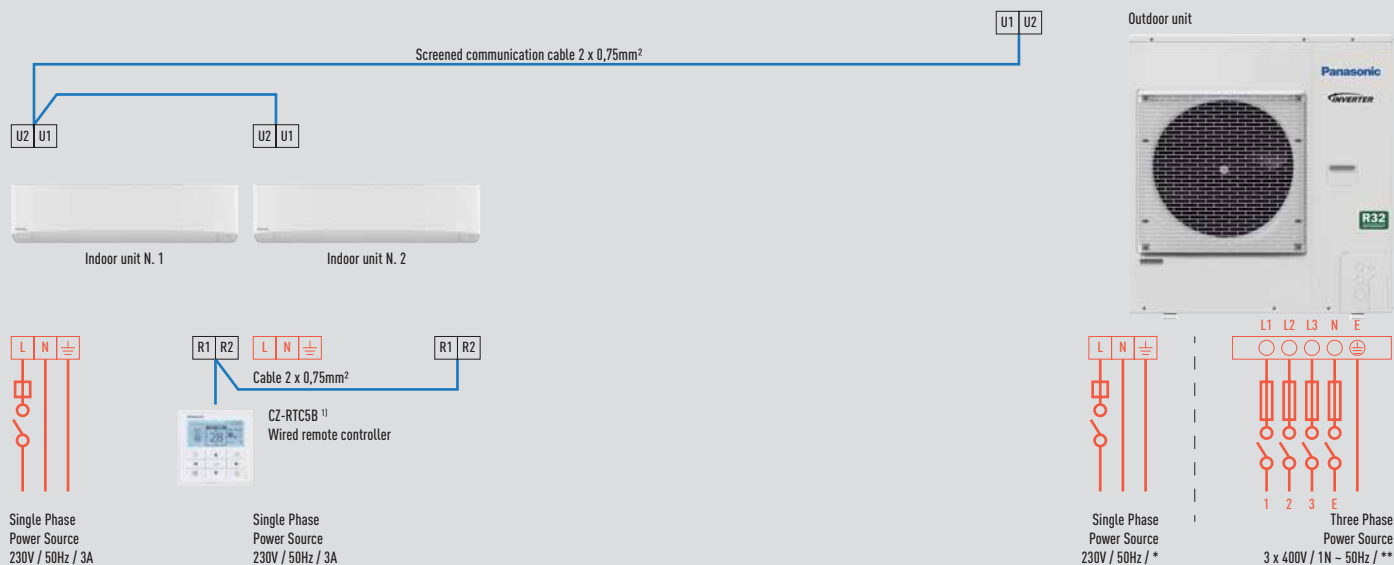 U1 U2
Outdoor unit
Screened communication cable 2 x 0,75mm²
Panasonic
INVERTER
U2 U1
U2 U1
R32
Indoor unit N. 1
Indoor unit N. 2
L1 L2 L3 N E
L N
R1 R2
L N
R1 R2
L N
Cable 2 x 0,75mm²
CZ-RTC5B 1)
Wired remote controller
Panasonic
28
1 2 3 E
Single Phase
Power Source
230V / 50Hz / 3A
Single Phase
Power Source
230V / 50Hz / 3A
Single Phase
Power Source
230V / 50Hz / *
Three Phase
Power Source
3 x 400V / 1N ~ 50Hz / **